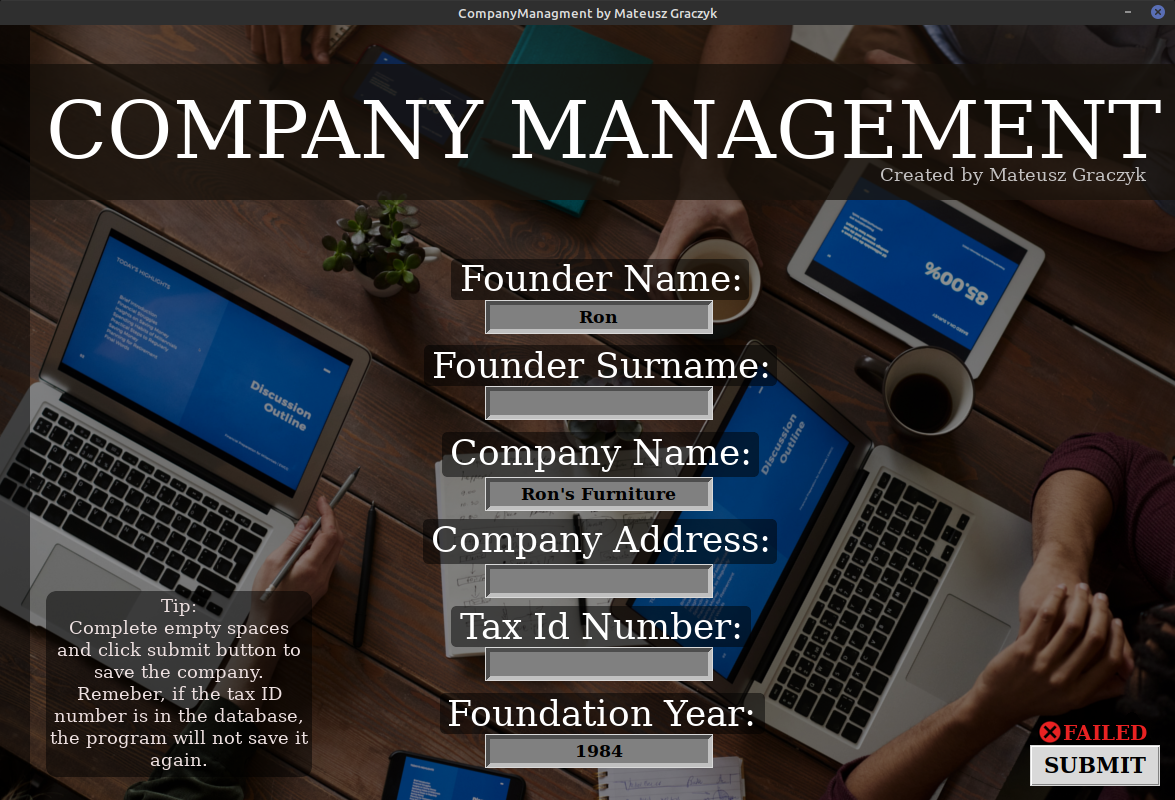 CompanyManagment by Mateusz Graczyk
COMPANY MANAGEMENT
Created by Mateusz Graczyk
Founder Name:
Ron
Founder Surname:
Company Name:
Ron's Furniture
Company Address:
Tax Id Number:
Foundation Year:
1984
Tip:
Complete empty spaces
and click submit button to
save the company.
Remeber, if the tax ID
number is in the database,
the program will not save it
again.
FAILED
SUBMIT
TODAY'S HIGHLIGHTS
Discussion
Outline
Discussion
Outline
85.00%